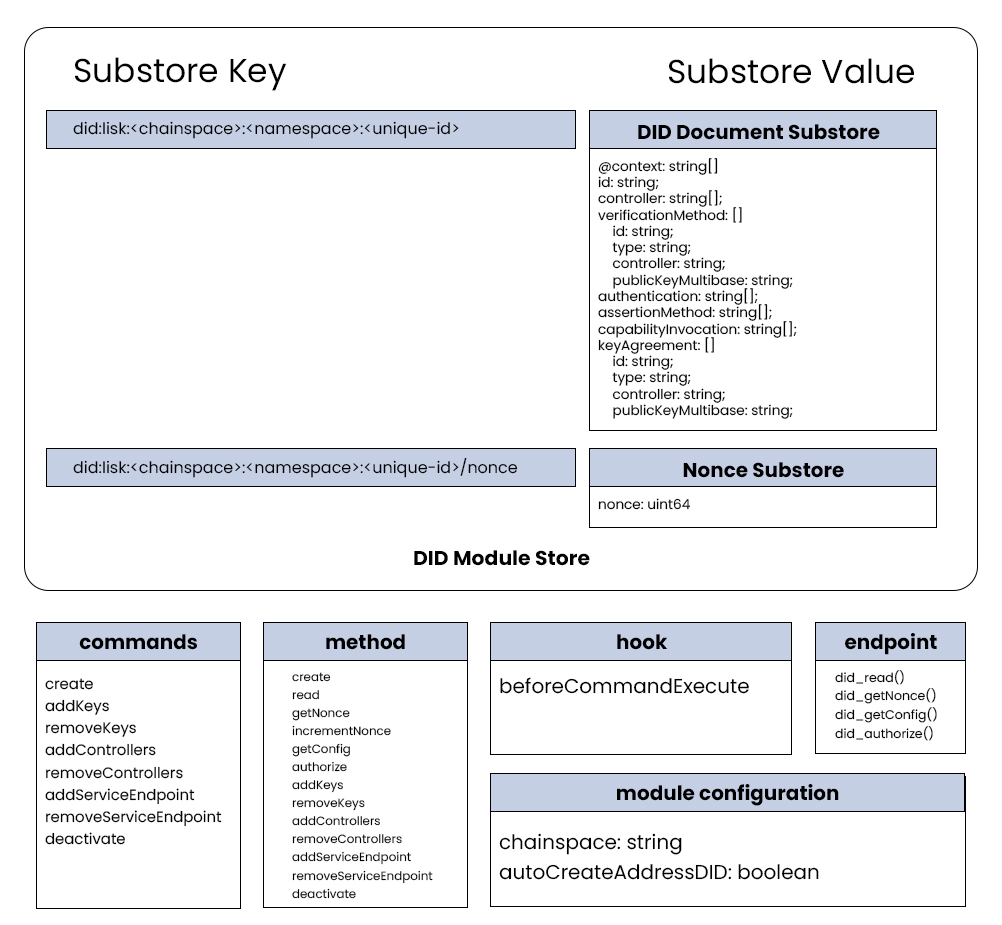 Substore Key
Substore Value
did:lisk:<chainspace>:<namespace>:<unique-id>
DID Document Substore
@context: string[]
id: string;
controller: string[];
verificationMethod: []
id: string;
type: string;
controller: string;
publicKeyMultibase: string;
authentication: string[];
assertionMethod: string[];
capabilityInvocation: string[];
keyAgreement: []
id: string;
type: string;
controller: string;
publicKeyMultibase: string;
did:lisk:<chainspace>:<namespace>:<unique-id>/nonce
Nonce Substore
nonce: uint64
DID Module Store
commands
create
addKeys
removeKeys
addControllers
removeControllers
addServiceEndpoint
removeServiceEndpoint
deactivate
method
create
read
getNonce
incrementNonce
getConfig
authorize
addKeys
removeKeys
addControllers
removeControllers
addServiceEndpoint
removeServiceEndpoint
deactivate
hook
beforeCommandExecute
endpoint
did_read()
did_getNonce()
did_getConfig()
did_authorize()
module configuration
chainspace: string
autoCreateAddressDID: boolean